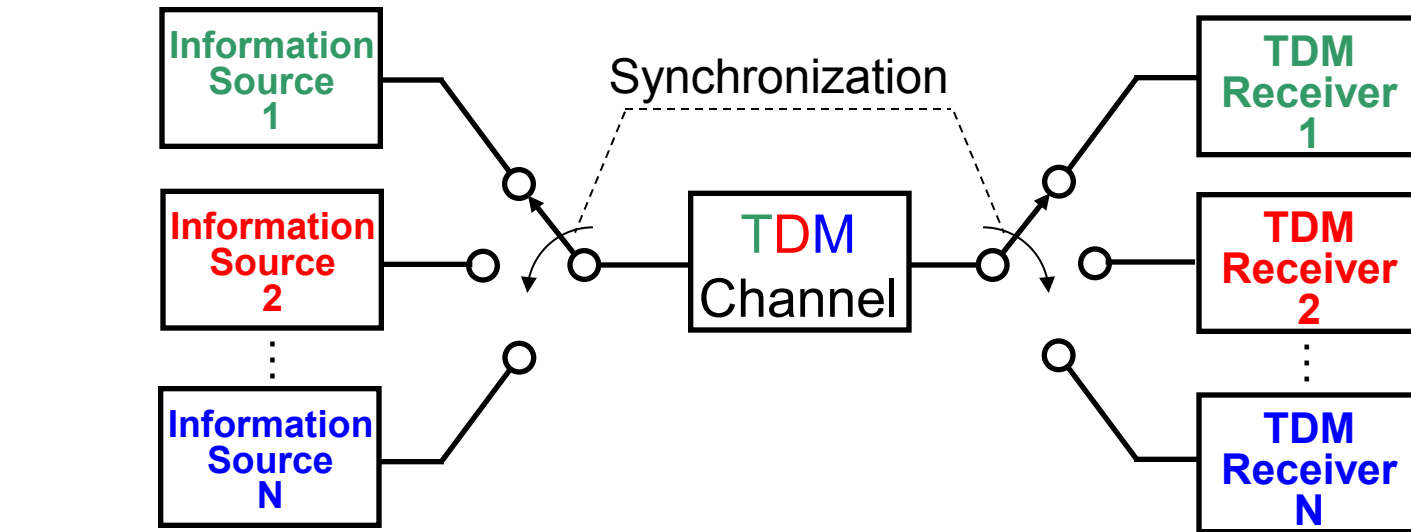 Information
Source
1
Synchronization
TDM
Receiver
1
Information
Source
2
TDM
Channel
TDM
Receiver
2
Information
Source
N
TDM
Receiver
N